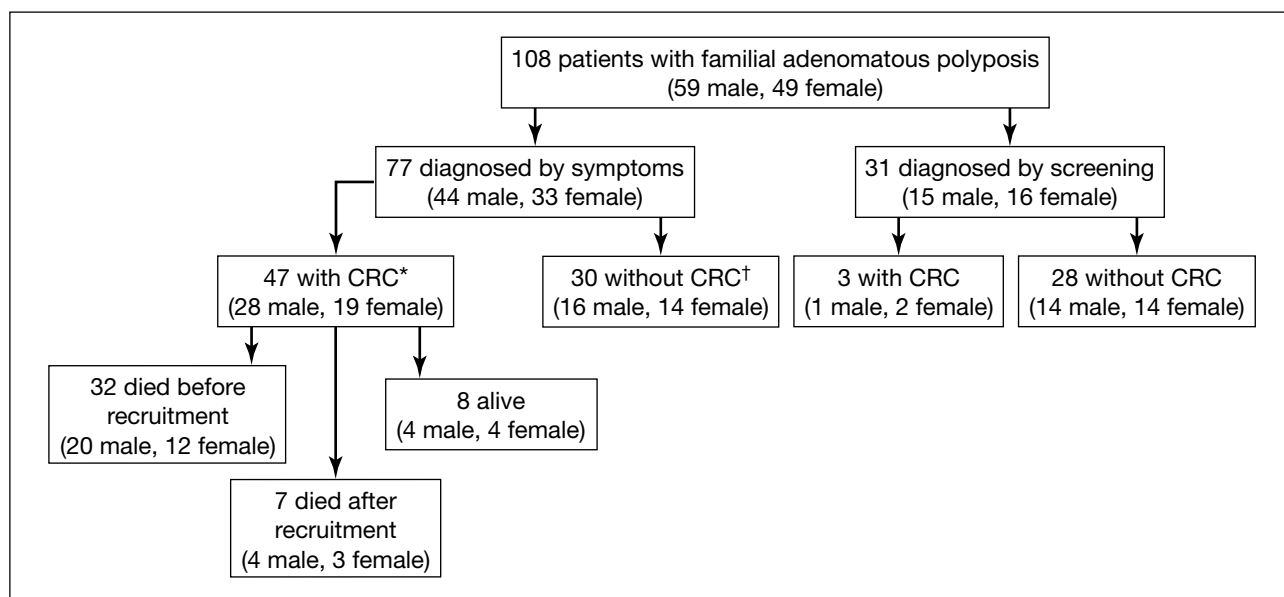 108 patients with familial adenomatous polyposis
(59 male, 49 female)
77 diagnosed by symptoms
(44 male, 33 female)
31 diagnosed by screening
(15 male, 16 female)
47 with CRC*
(28 male, 19 female)
30 without CRC†
(16 male, 14 female)
3 with CRC
(1 male, 2 female)
28 without CRC
(14 male, 14 female)
32 died before
recruitment
(20 male, 12 female)
8 alive
(4 male, 4 female)
7 died after
recruitment
(4 male, 3 female)